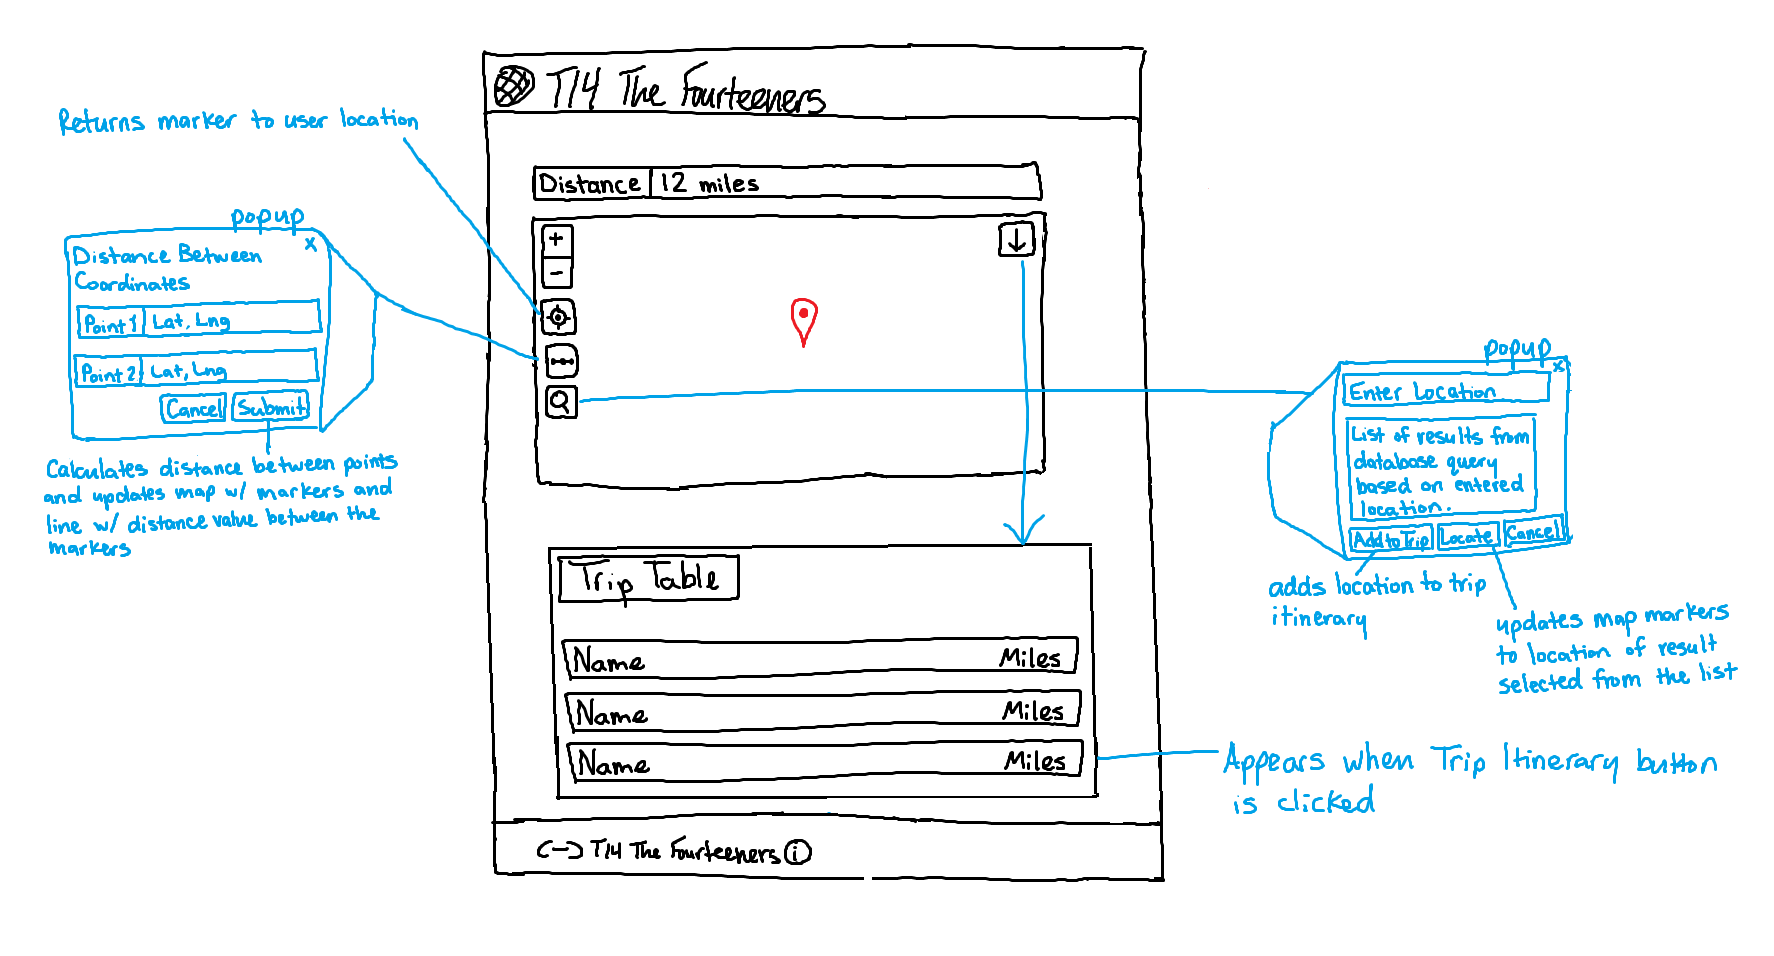 T14 The Fourteeners
Returns marker to user location
Distance 12 miles
popup
x
Distance Between
Coordinates
Point 1 Lat, Lng
Point 2 Lat, Lng
Cancel Submit
Calculates distance between points
and updates map w/ markers and
line w/ distance value between the
markers
+
-
popup
x
Enter Location
List of results from
database query
based on entered
location.
Add to Trip Locate Cancel
adds location to trip
itinerary
updates map markers
to location of result
selected from the list
Trip Table
Name Miles
Name Miles
Name Miles
Appears when Trip Itinerary button
is clicked
T14 The Fourteeners i